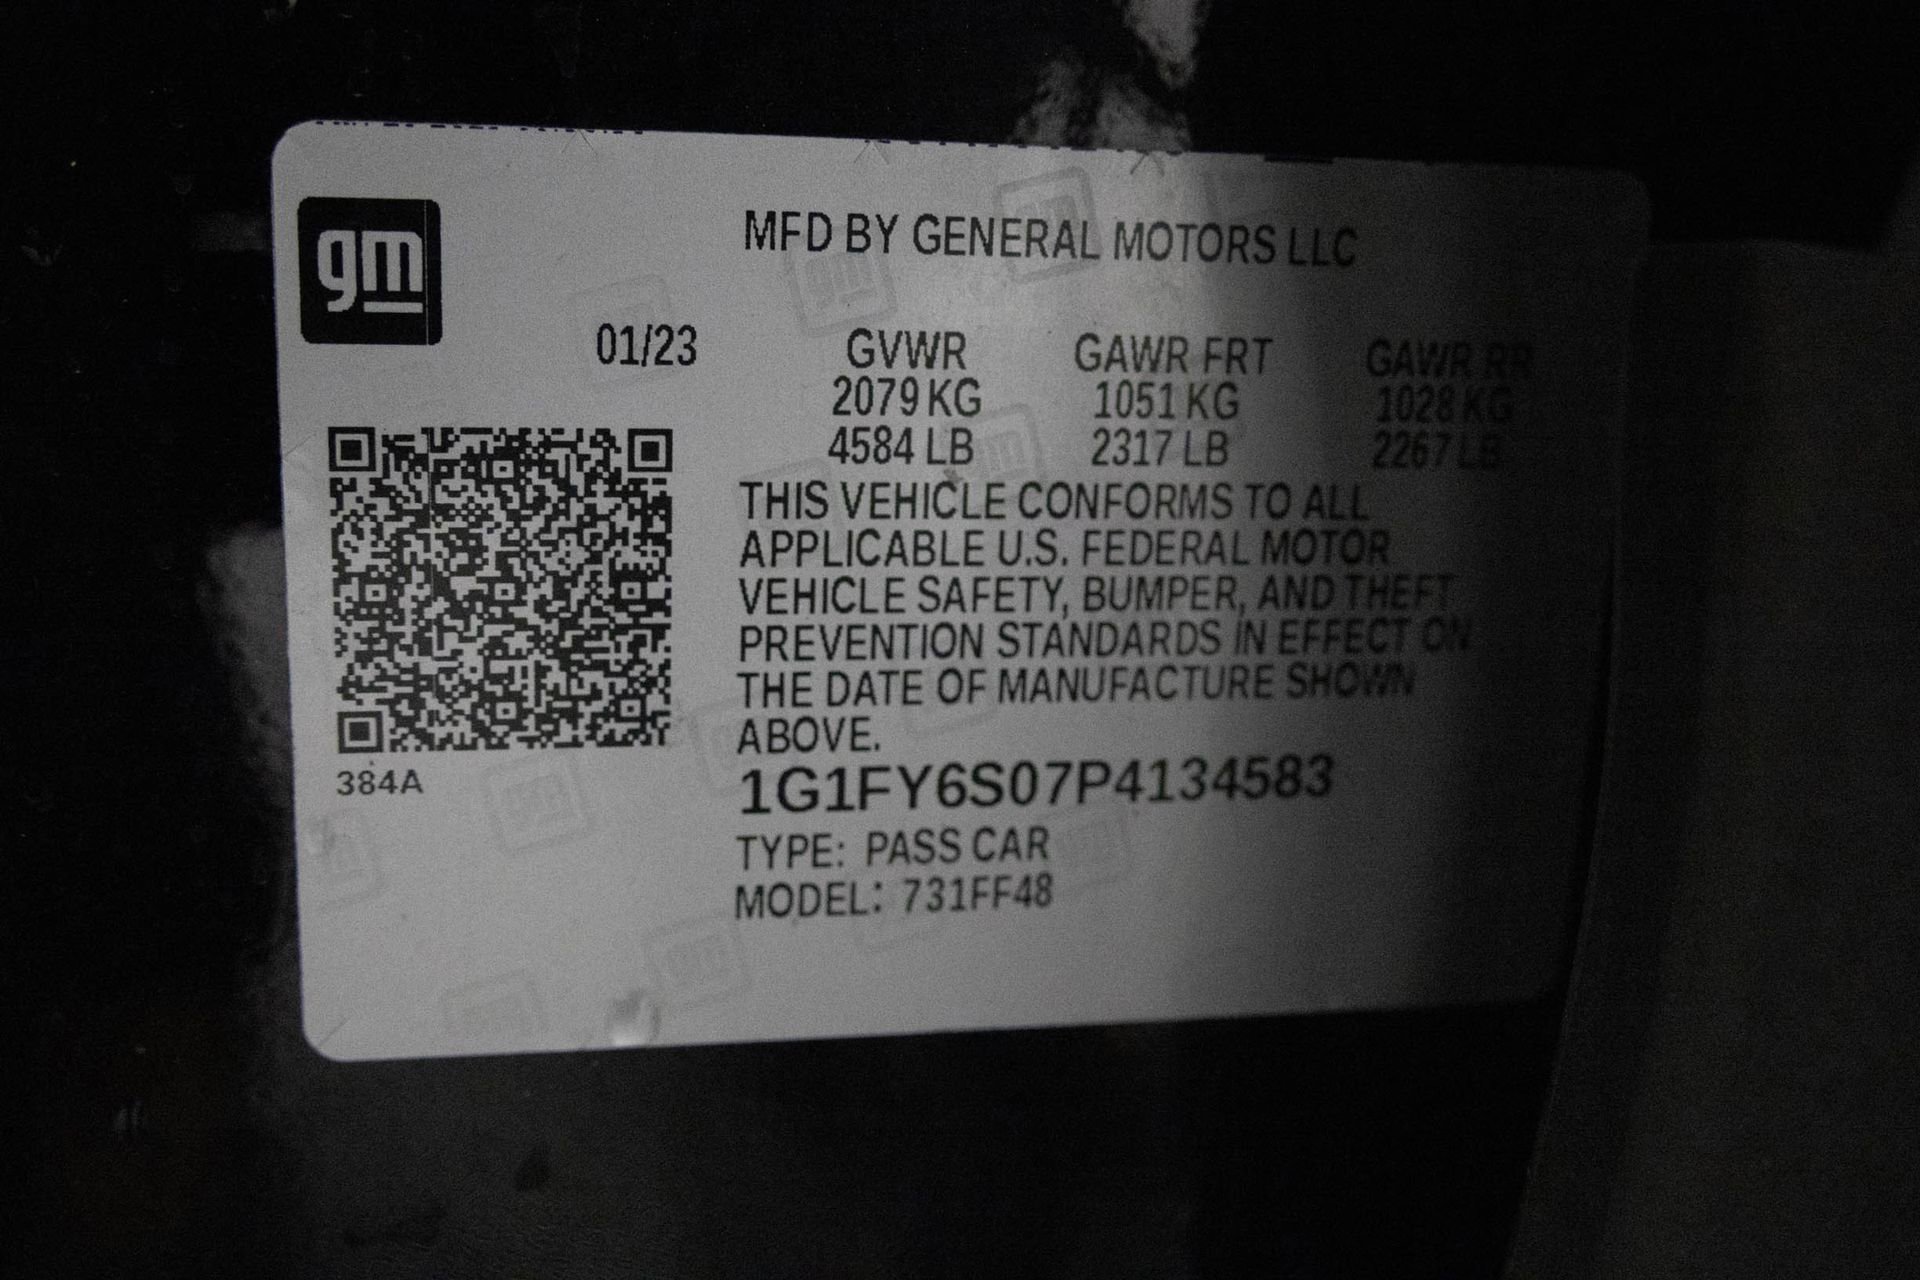 gm
MFD BY GENERAL MOTORS LLC
01/23
GVWR GAWR FRT GAWR RR
2079 KG 1051 KG 1028 KG
4584 LB 2317 LB 2267 LB
THIS VEHICLE CONFORMS TO ALL
APPLICABLE U.S. FEDERAL MOTOR
VEHICLE SAFETY, BUMPER, AND THEFT
PREVENTION STANDARDS IN EFFECT ON
THE DATE OF MANUFACTURE SHOWN
ABOVE.
384A
1G1FY6S07P4134583
TYPE: PASS CAR
MODEL: 731FF48